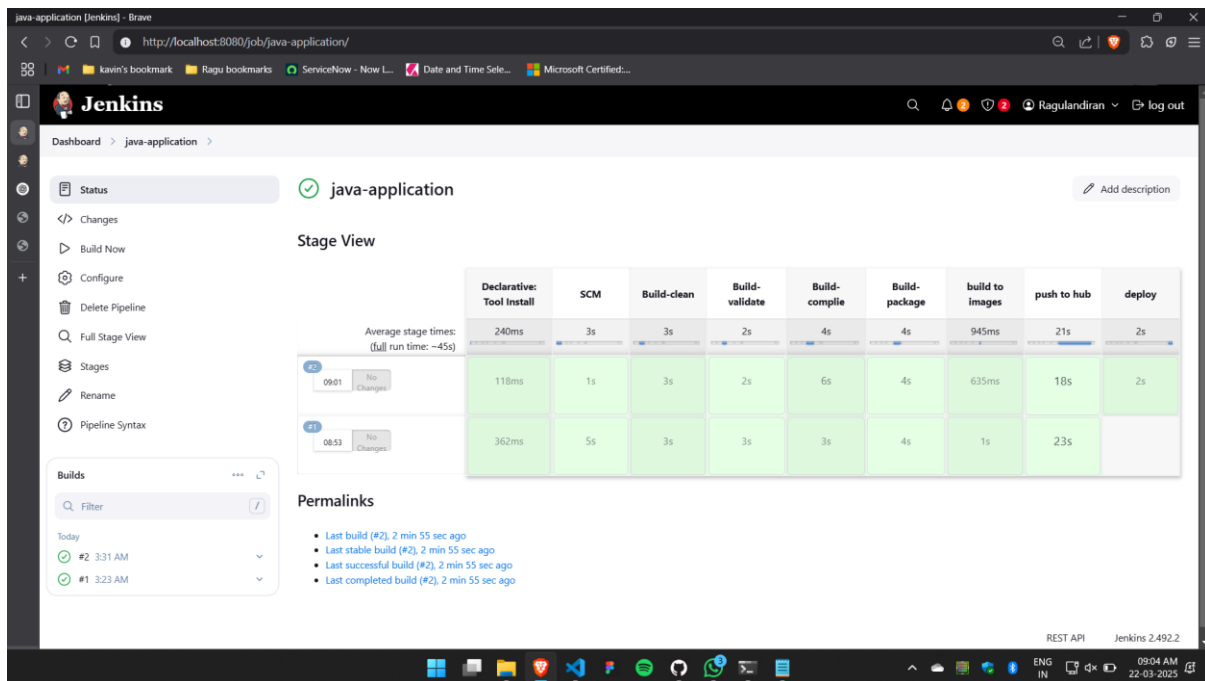 java-application [Jenkins] - Brave
http://localhost:8080/job/java-application/
kavin's bookmark Ragu bookmarks ServiceNow - Now L... Date and Time Sele... Microsoft Certified:...
Jenkins
2 2 Ragulandiran log out
Dashboard > java-application >
Status
Changes
Build Now
Configure
Delete Pipeline
Full Stage View
Stages
Rename
Pipeline Syntax
Builds
Filter /
Today
#2 3:31 AM
#1 3:23 AM
java-application
Add description
Stage View
Declarative: Tool Install SCM Build-clean Build-validate Build-complie Build-package build to images push to hub deploy
Average stage times: 240ms 3s 3s 2s 4s 4s 945ms 21s 2s
(full run time: ~45s)
#2
09:01 No Changes 118ms 1s 3s 2s 6s 4s 635ms 18s 2s
#1
08:53 No Changes 362ms 5s 3s 3s 3s 4s 1s 23s
Permalinks
Last build (#2), 2 min 55 sec ago
Last stable build (#2), 2 min 55 sec ago
Last successful build (#2), 2 min 55 sec ago
Last completed build (#2), 2 min 55 sec ago
REST API Jenkins 2.492.2
3
ENG IN
09:04 AM
22-03-2025